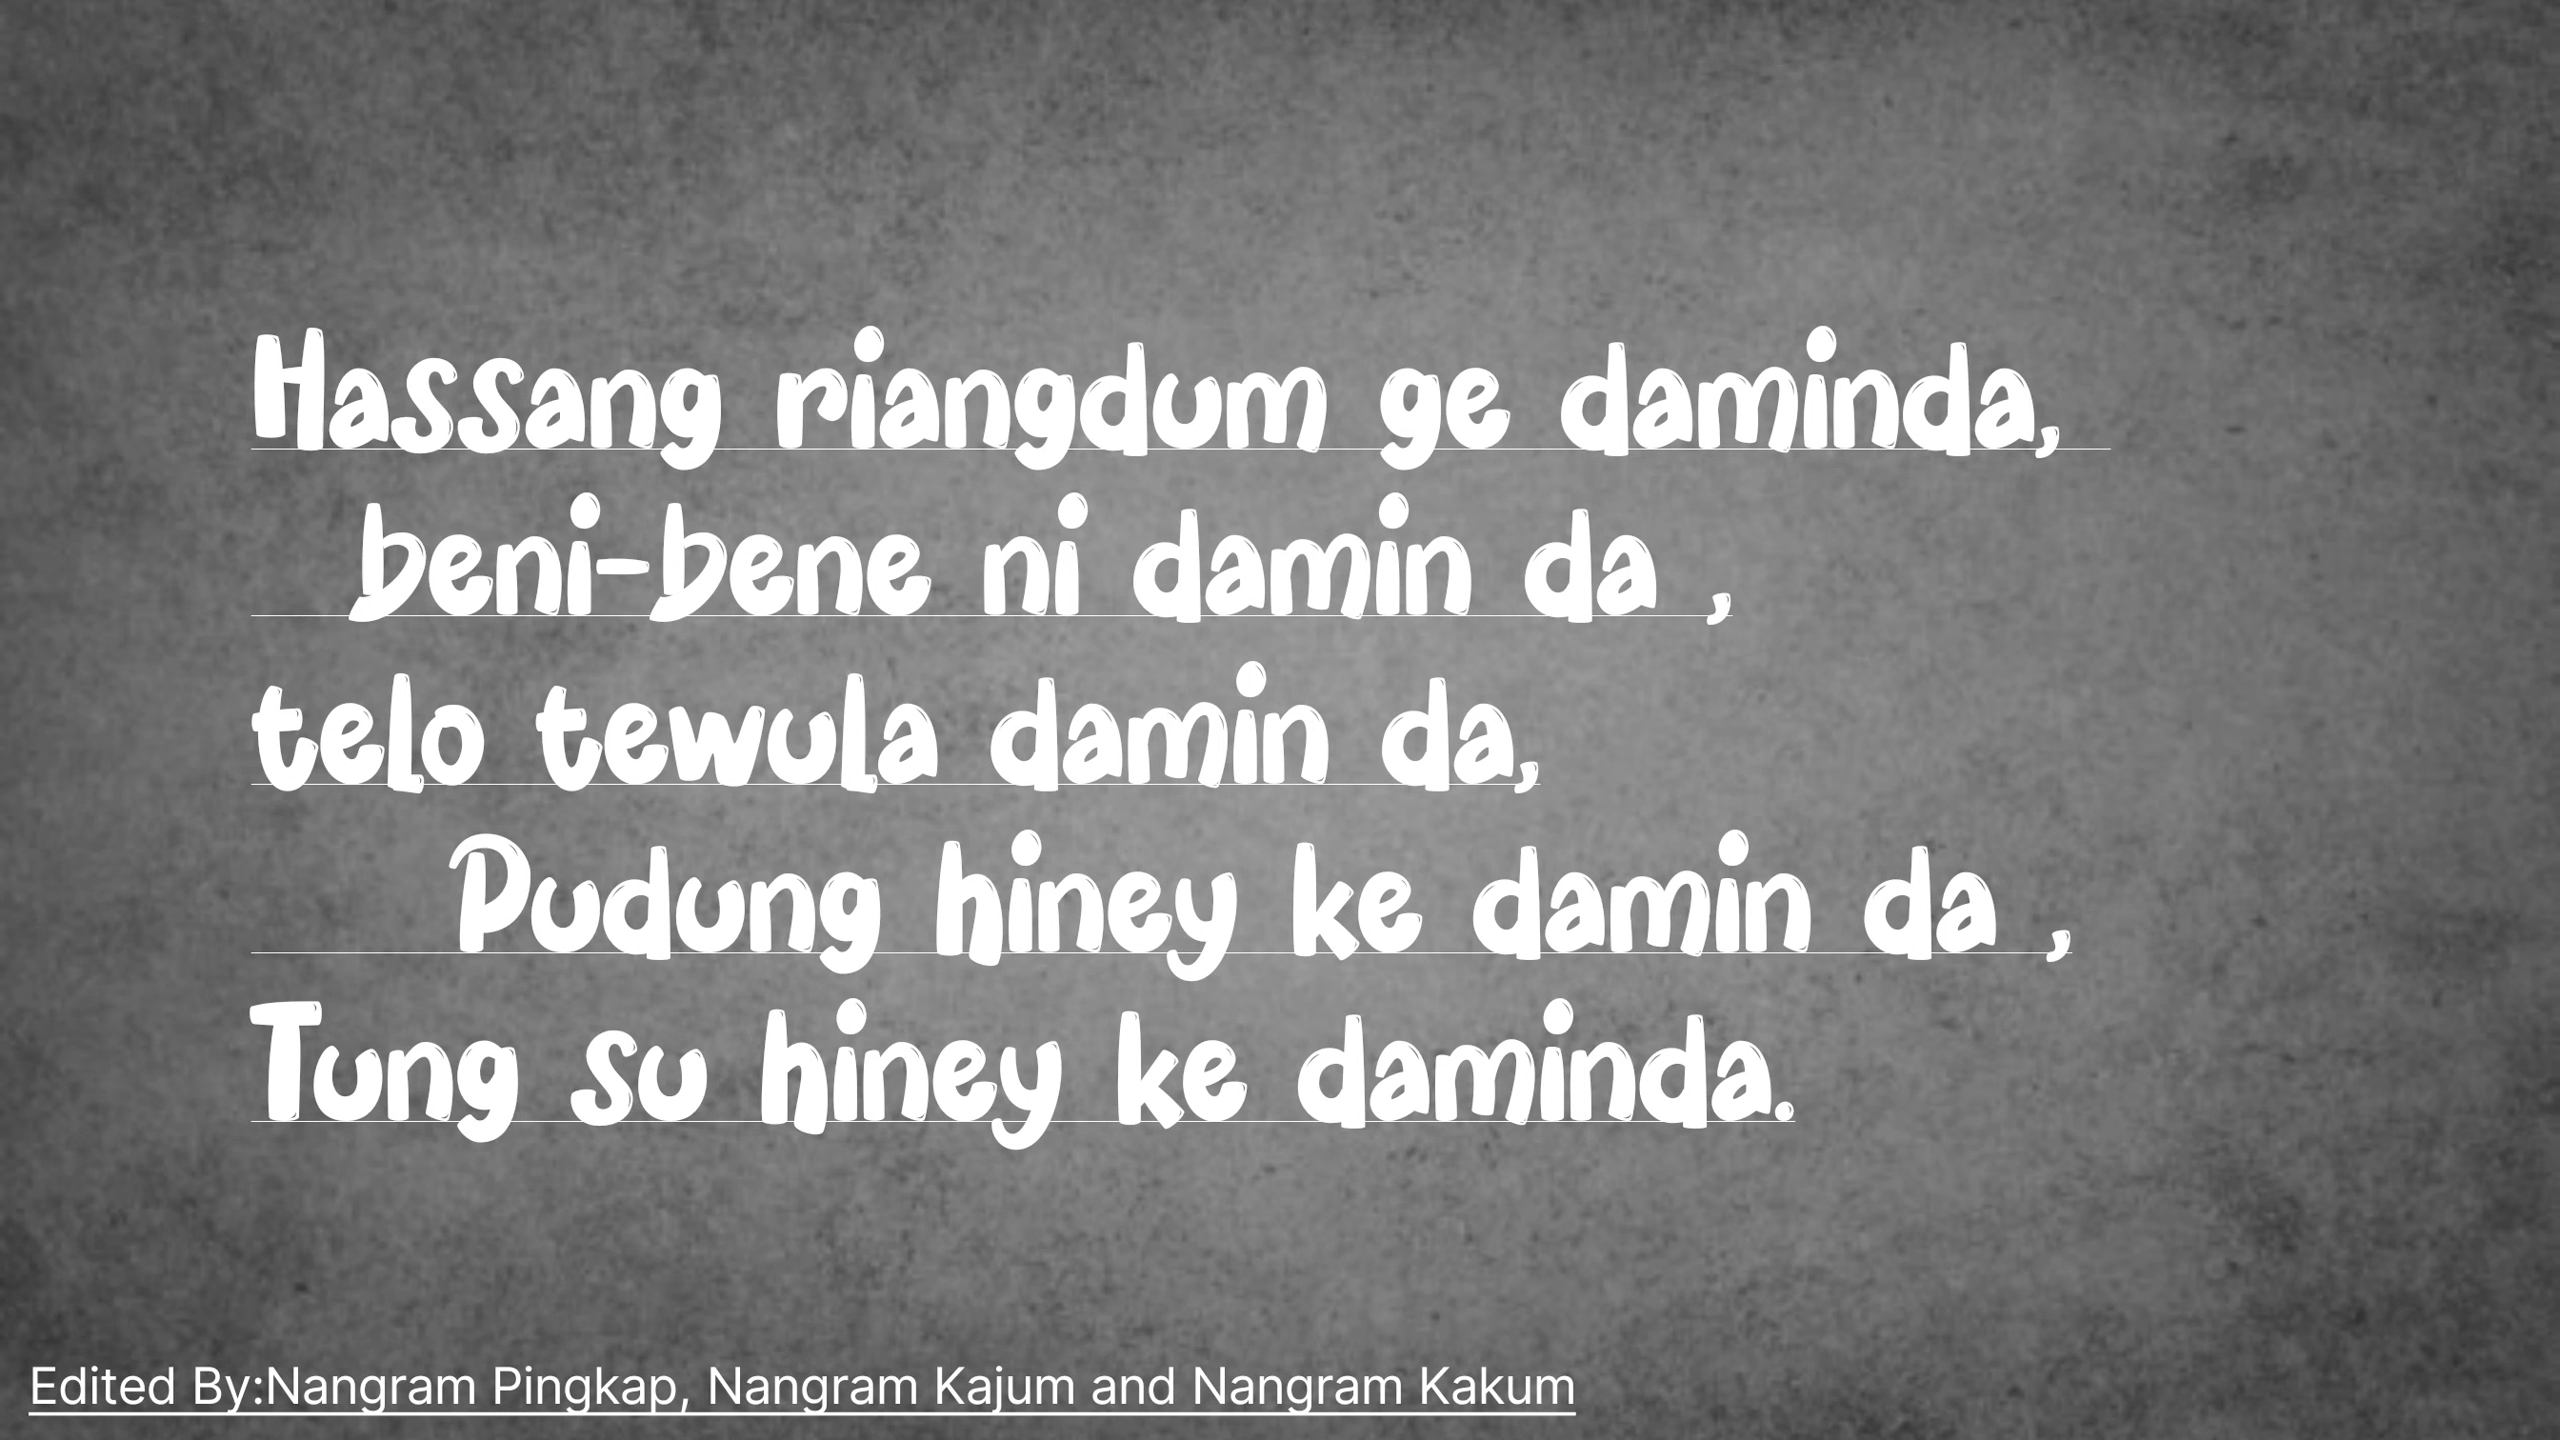 Hassang riangdum ge daminda,
beni-bene ni damin da ,
telo tewula damin da,
Pudung hiney ke damin da ,
Tung su hiney ke daminda.
Edited By:Nangram Pingkap, Nangram Kajum and Nangram Kakum